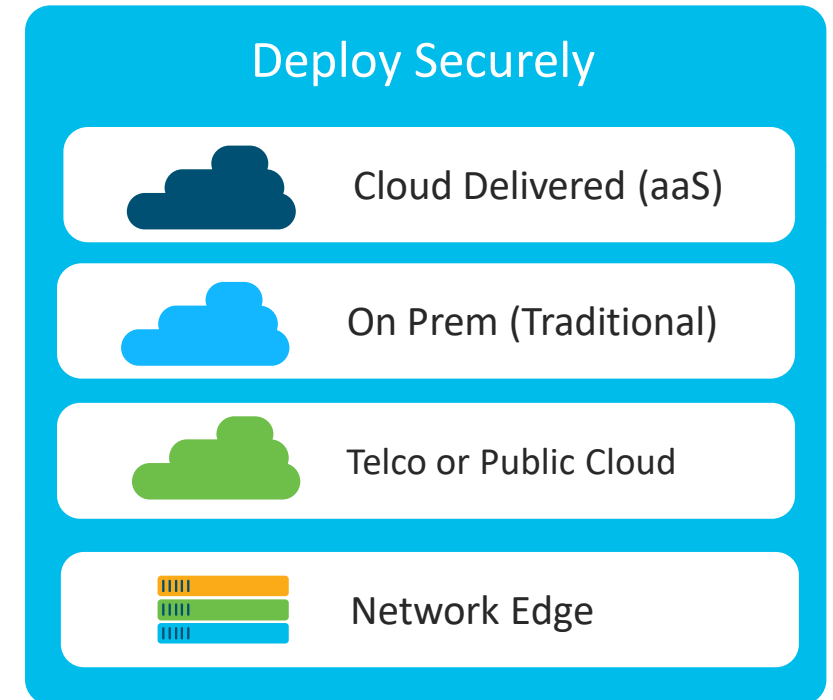 Deploy Securely
Cloud Delivered (aaS)
On Prem (Traditional)
Telco or Public Cloud
Network Edge